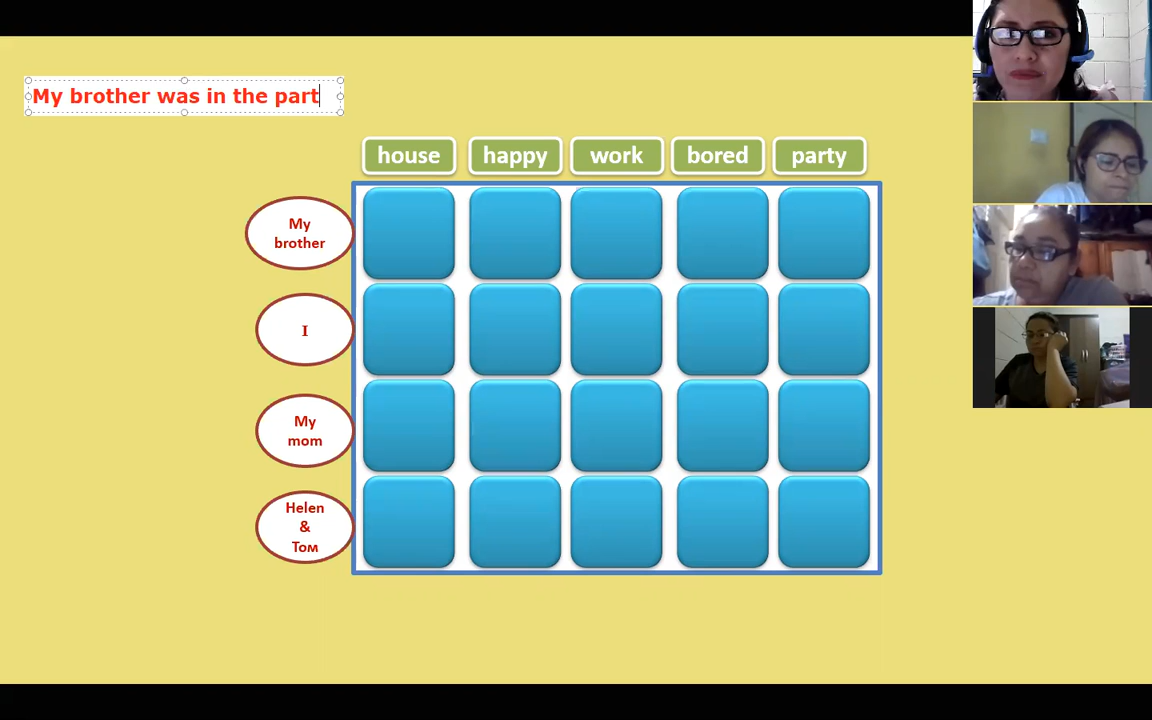 My brother was in the part
house happy work bored party
My
brother
I
My
mom
Helen
&
Tom